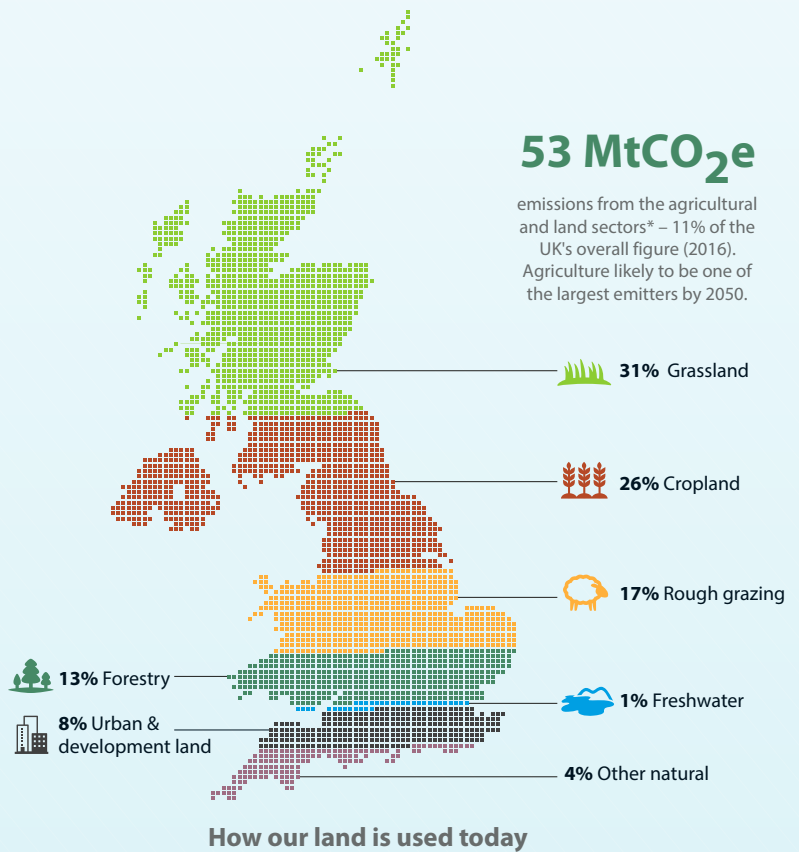 53 MtCO2e
emissions from the agricultural
and land sectors* – 11% of the
UK's overall figure (2016).
Agriculture likely to be one of
the largest emitters by 2050.
31% Grassland
26% Cropland
17% Rough grazing
13% Forestry
1% Freshwater
8% Urban &
development land
4% Other natural
How our land is used today